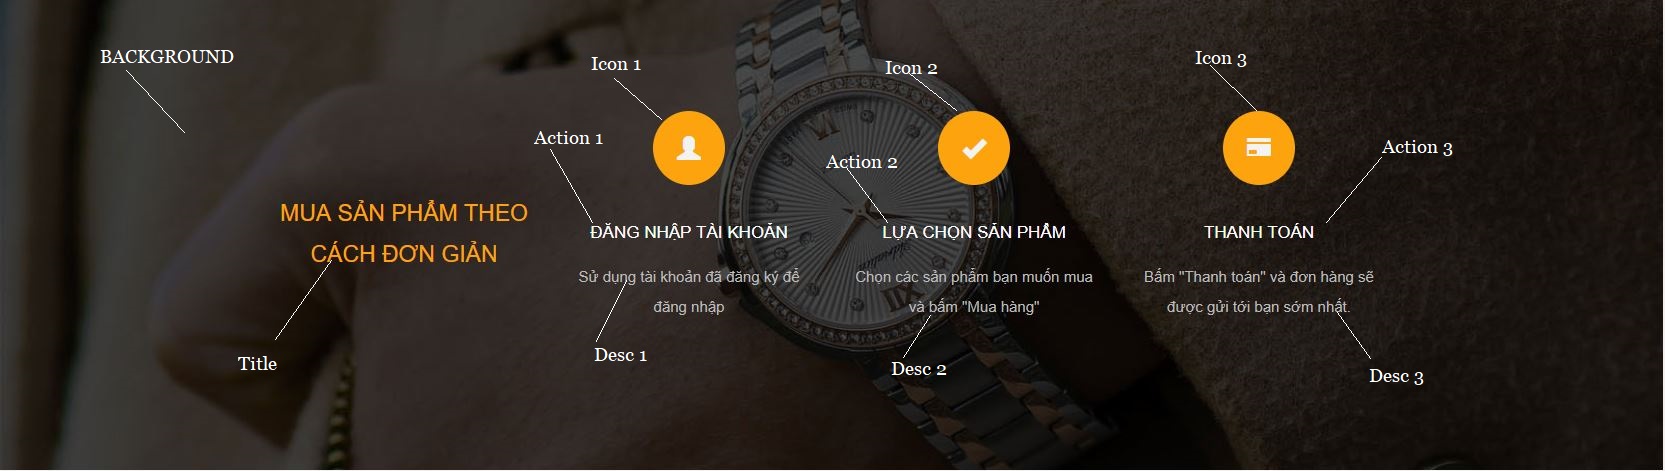 BACKGROUND
Icon 1
Icon 2
Icon 3
Action 1
Action 2
Action 3
MUA SẢN PHẨM THEO
CÁCH ĐƠN GIẢN
Title
ĐĂNG NHẬP TÀI KHOẢN
Sử dụng tài khoản đã đăng ký để
đăng nhập
Desc 1
LỰA CHỌN SẢN PHẨM
Chọn các sản phẩm bạn muốn mua
và bấm "Mua hàng"
Desc 2
THANH TOÁN
Bấm "Thanh toán" và đơn hàng sẽ
được gửi tới bạn sớm nhất.
Desc 3